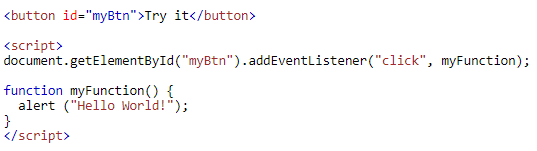 <button id="myBtn">Try it</button>
<script>
document.getElementById("myBtn").addEventListener("click", myFunction);
function myFunction() {
  alert ("Hello World!");
}
</script>